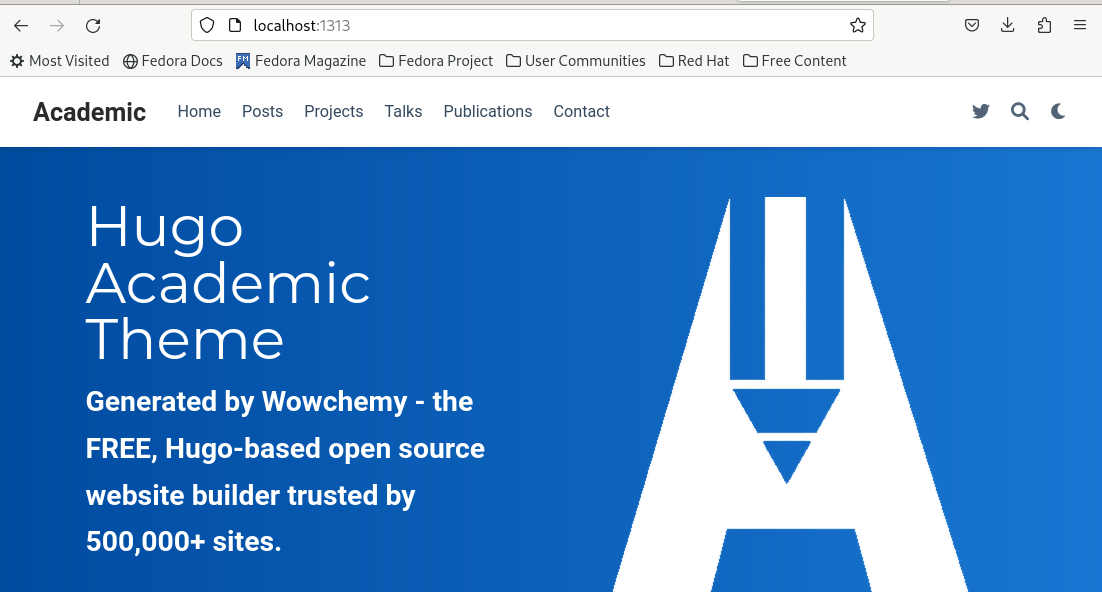 localhost:1313
Most Visited Fedora Docs Fedora Magazine Fedora Project User Communities Red Hat Free Content
Academic Home Posts Projects Talks Publications Contact
Hugo
Academic
Theme
Generated by Wowchemy - the
FREE, Hugo-based open source
website builder trusted by
500,000+ sites.